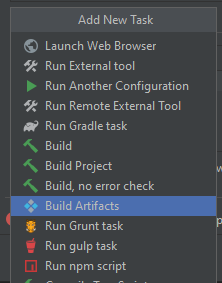 Add New Task
Launch Web Browser
Run External tool
Run Another Configuration
Run Remote External Tool
Run Gradle task
Build
Build Project
Build, no error check
Build Artifacts
Run Grunt task
Run gulp task
Run npm script